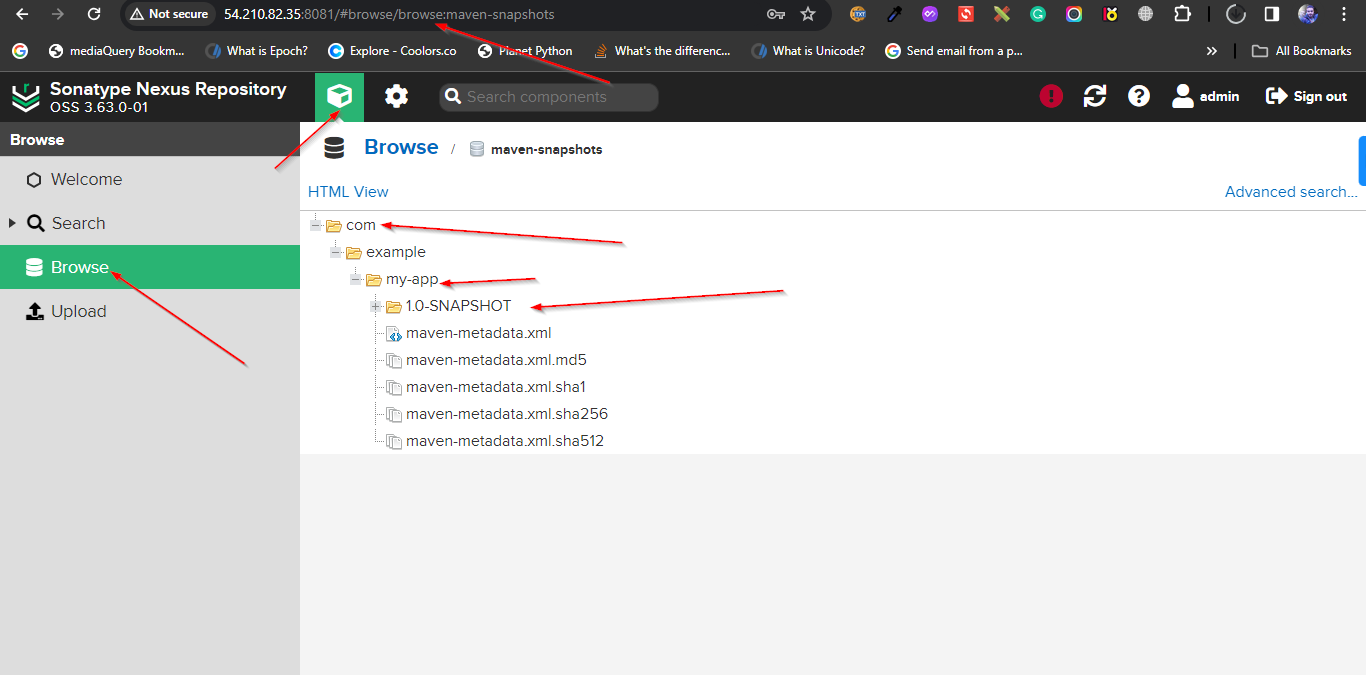 Not secure 54.210.82.35:8081/#browse/browse:maven-snapshots
mediaQuery Bookm... What is Epoch? Explore - Coolors.co Planet Python What's the differenc... What is Unicode? Send email from a p... » All Bookmarks
Sonatype Nexus Repository
OSS 3.63.0-01
Search components
admin Sign out
Browse
Welcome
Search
Browse
Upload
Browse / maven-snapshots
HTML View Advanced search...
com
example
my-app
1.0-SNAPSHOT
maven-metadata.xml
maven-metadata.xml.md5
maven-metadata.xml.sha1
maven-metadata.xml.sha256
maven-metadata.xml.sha512